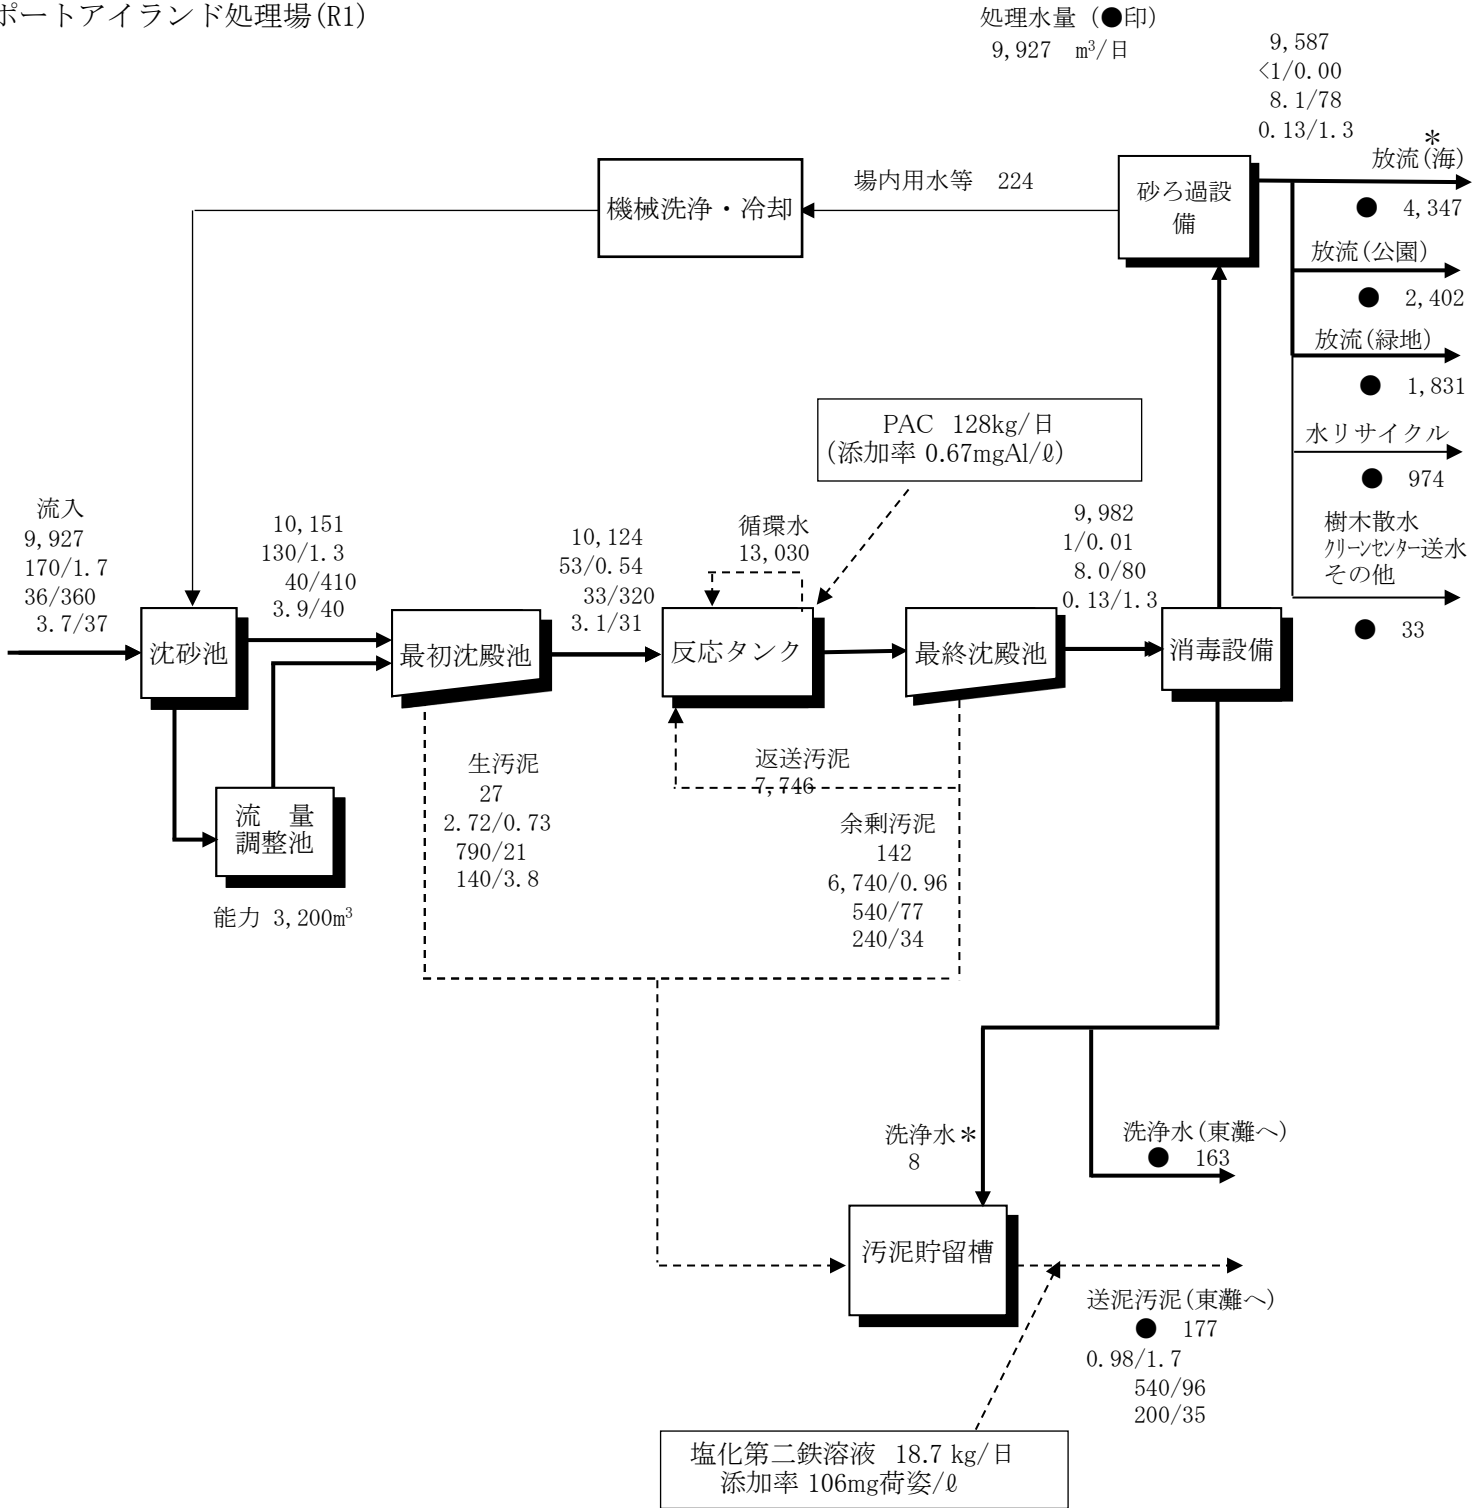 ポートアイランド処理場(R1)
処理水量（●印）
9,927 m³/日
9,587
<1/0.00
8.1/78
0.13/1.3
＊
放流(海)
● 4,347
放流(公園)
● 2,402
放流(緑地)
● 1,831
水リサイクル
● 974
樹木散水
クリーンセンター送水
その他
● 33
砂ろ過設
備
場内用水等 224
機械洗浄・冷却
PAC 128kg/日
(添加率 0.67mgAl/ℓ)
流入
9,927
170/1.7
36/360
3.7/37
沈砂池
10,151
130/1.3
40/410
3.9/40
最初沈殿池
10,124
53/0.54
33/320
3.1/31
循環水
13,030
反応タンク
最終沈殿池
9,982
1/0.01
8.0/80
0.13/1.3
消毒設備
流 量
調整池
能力 3,200m³
生汚泥
27
2.72/0.73
790/21
140/3.8
返送汚泥
7,746
余剰汚泥
142
6,740/0.96
540/77
240/34
洗浄水＊
8
洗浄水(東灘へ)
● 163
汚泥貯留槽
送泥汚泥(東灘へ)
● 177
0.98/1.7
540/96
200/35
塩化第二鉄溶液 18.7 kg/日
添加率 106mg荷姿/ℓ